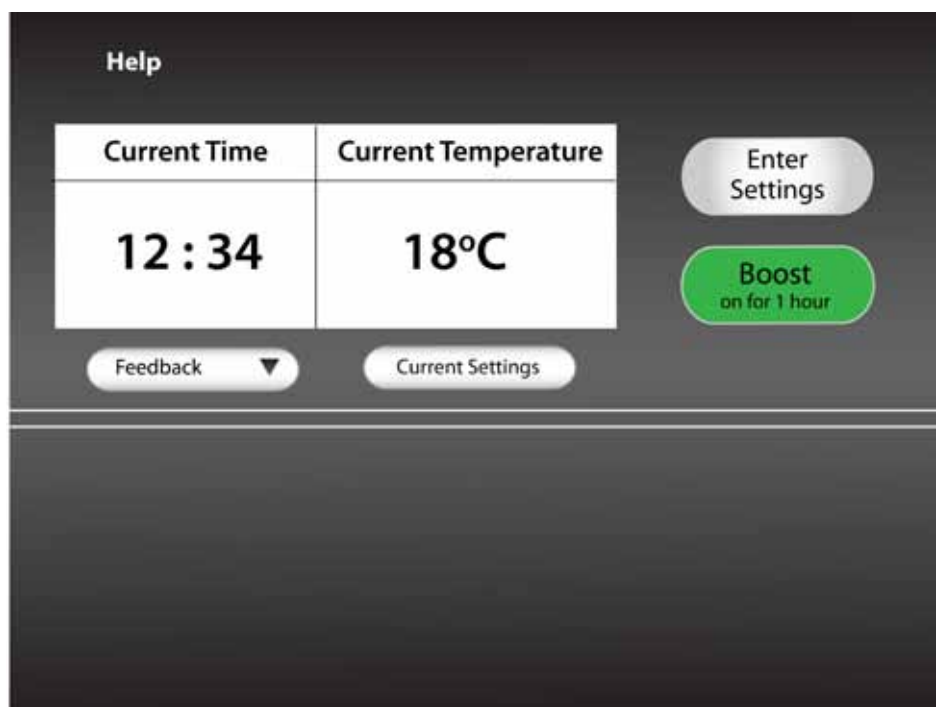 Help
Current Time
Current Temperature
Enter
Settings
12 : 34
18ºC
Boost
on for 1 hour
Feedback
Current Settings